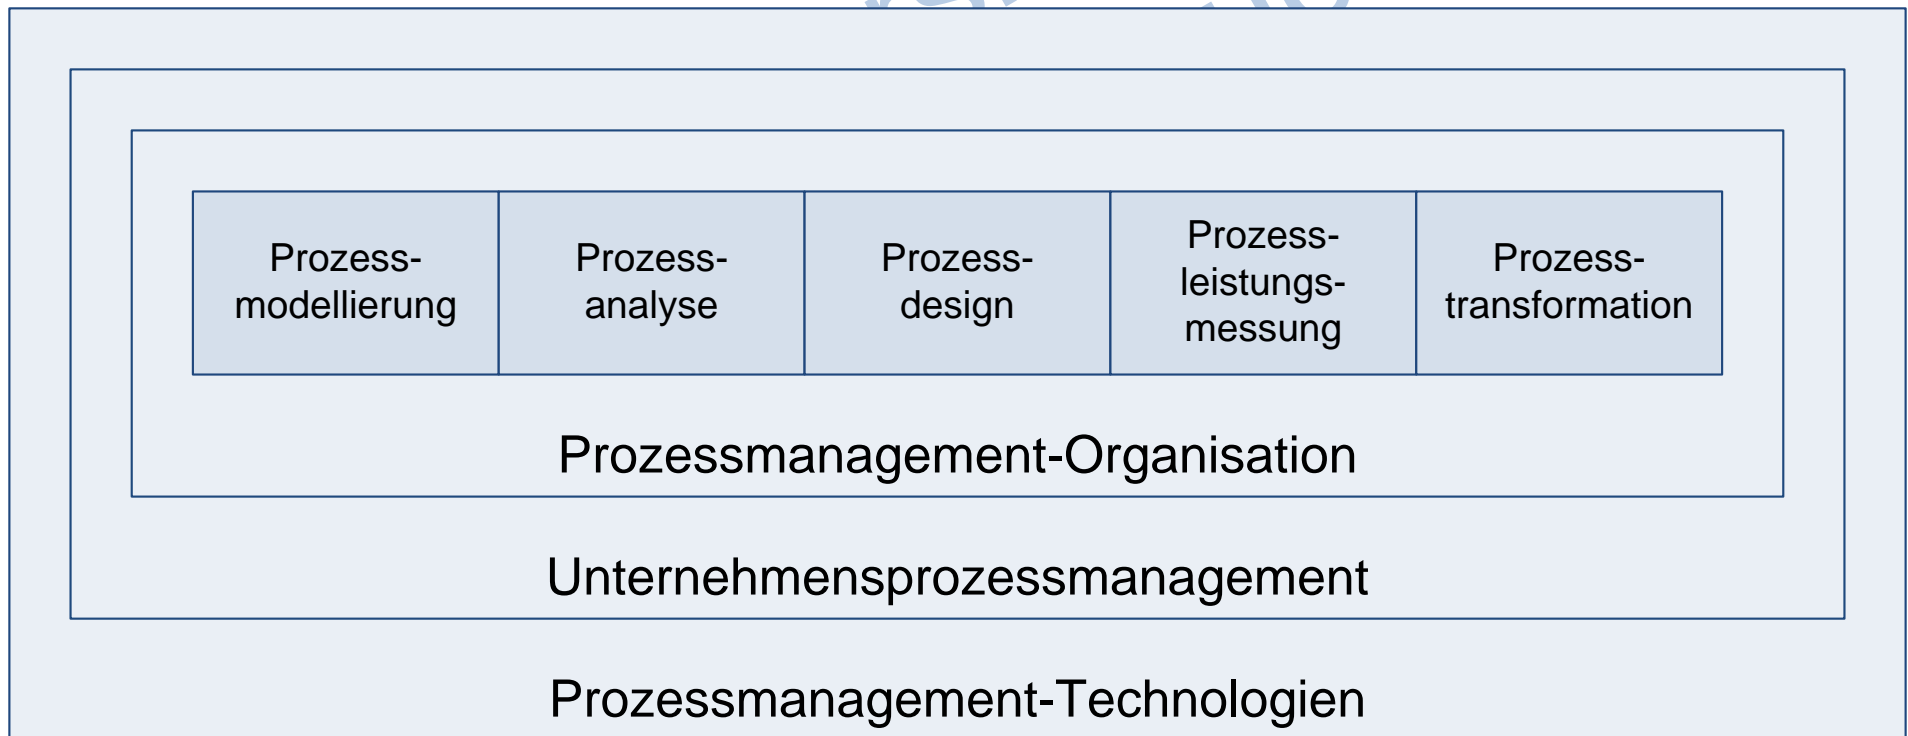 Prozess-
modellierung
Prozess-
analyse
Prozess-
design
Prozess-
leistungs-
messung
Prozess-
transformation
Prozessmanagement-Organisation
Unternehmensprozessmanagement
Prozessmanagement-Technologien